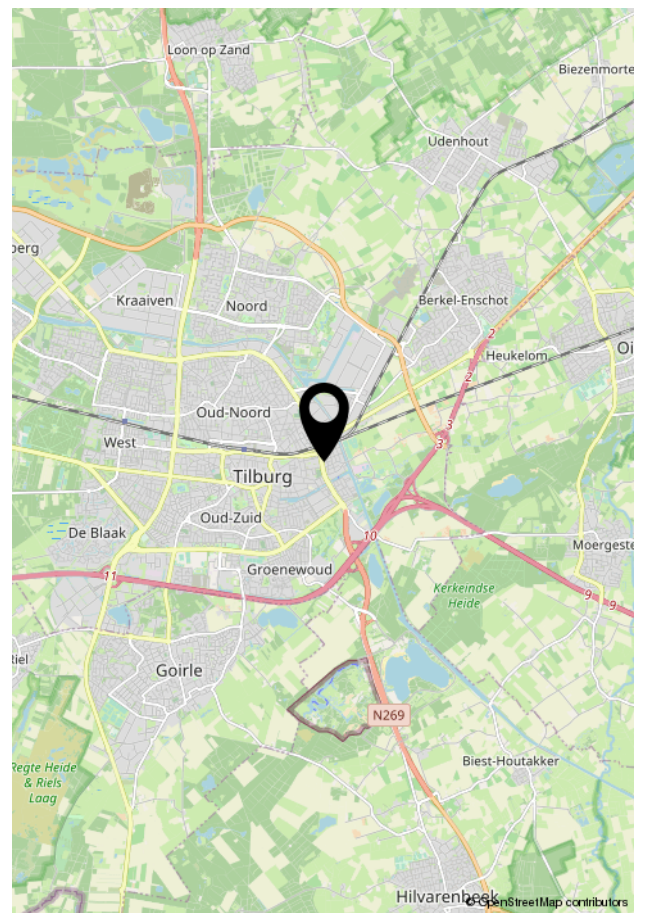 Loon op Zand
Biezenmorte
Udenhout
berg
Kraaiven
Noord
Berkel-Enschot
2
Heukelom
Oi
2
Oud-Noord
3
West
3
Tilburg
Oud-Zuid
De Blaak
10
Moergeste
Groenewoud
11
Kerkeindse
Heide
9
9
Riel
Goirle
N269
Regte Heide
& Riels
Laag
Biest-Houtakker
Hilvarenbeek
© OpenStreetMap contributors